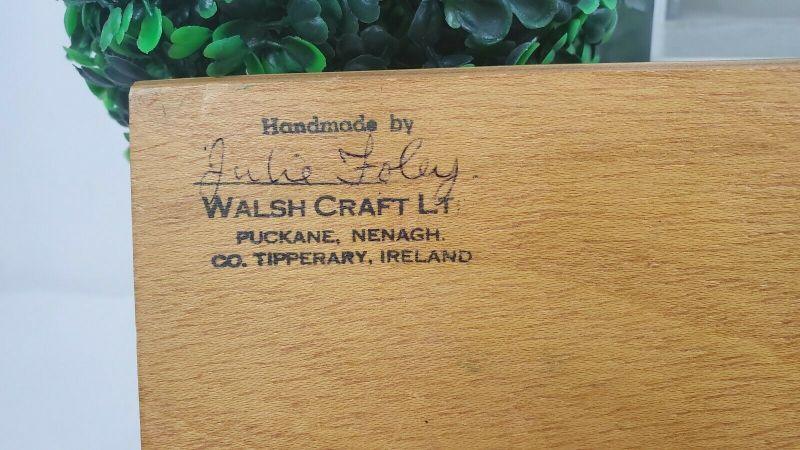 Handmade by
Julie Foley.
WALSH CRAFT LT
PUCKANE, NENAGH.
CO. TIPPERARY, IRELAND